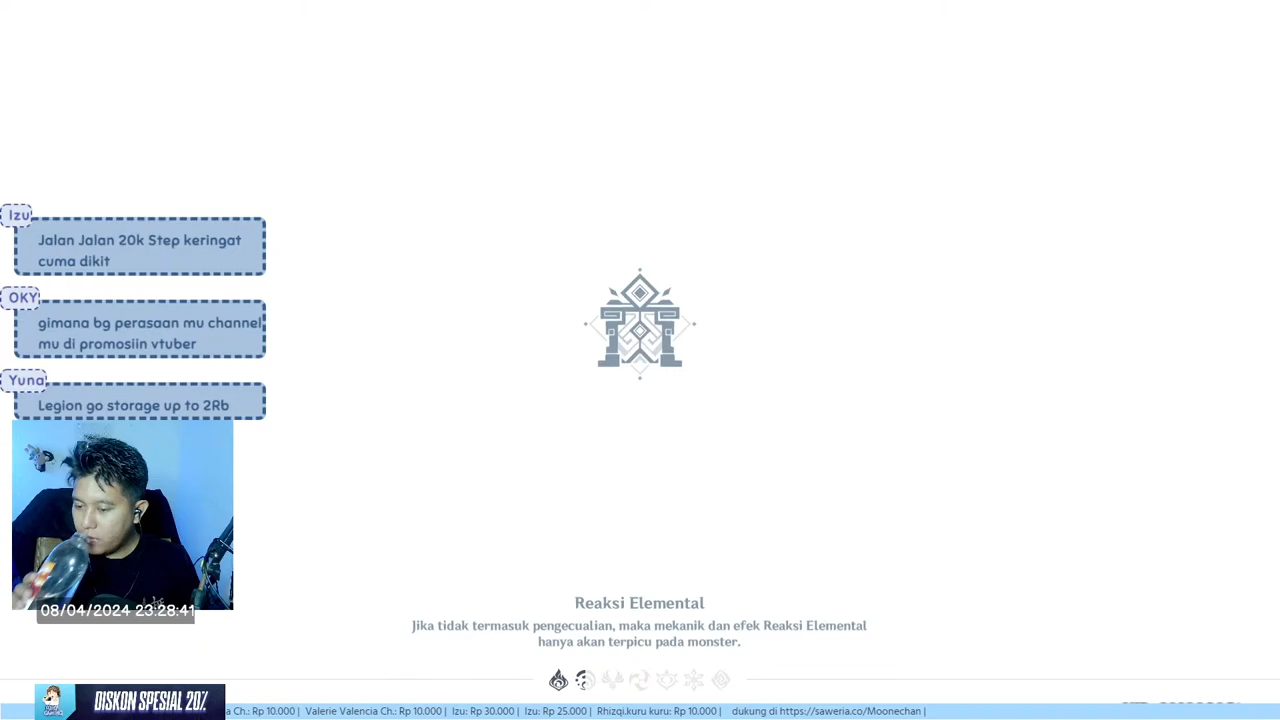 Izu
Jalan Jalan 20k Step keringat
cuma dikit
OKY
gimana bg perasaan mu channel
mu di promosiin vtuber
Yuna
Legion go storage up to 2Rb
08/04/2024 23:28:41
Reaksi Elemental
Jika tidak termasuk pengecualian, maka mekanik dan efek Reaksi Elemental
hanya akan terpicu pada monster.
DISKON SPESIAL 20%
a Ch.: Rp 10.000 | Valerie Valencia Ch.: Rp 10.000 | Izu: Rp 30.000 | Izu: Rp 25.000 | Rhizqi.kuru kuru: Rp 10.000 | dukung di https://saweria.co/Moonechan |